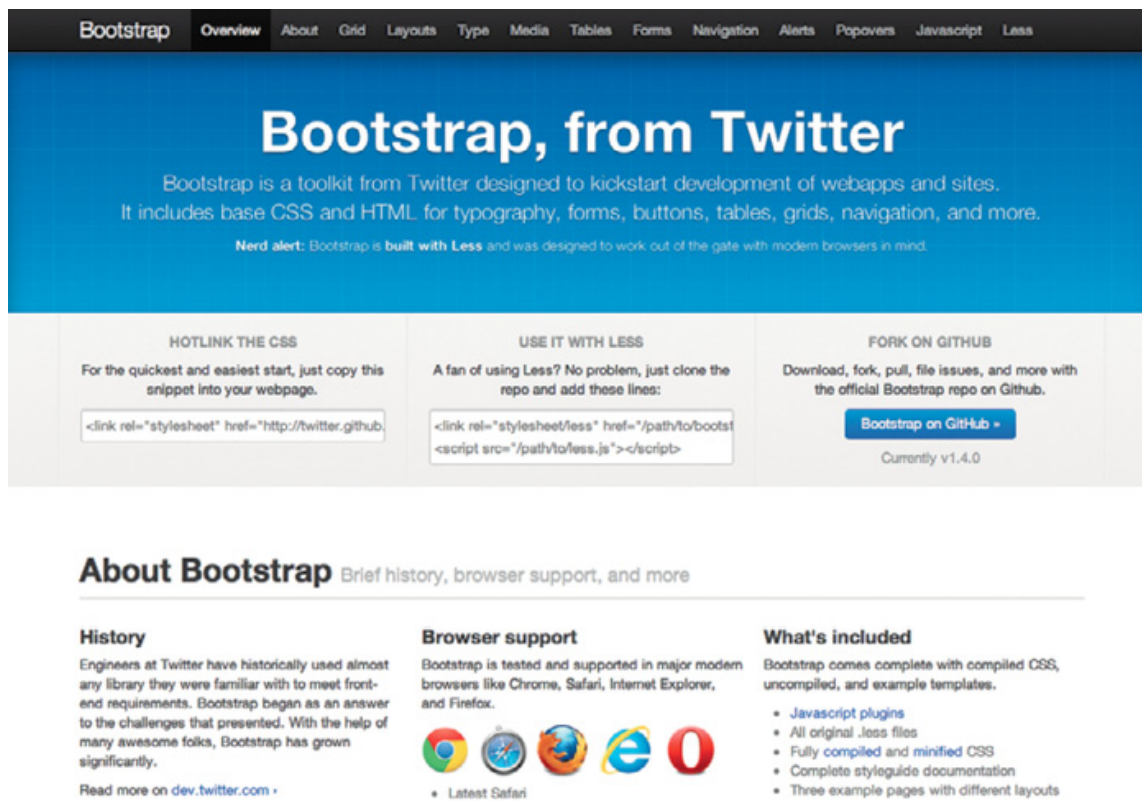 Bootstrap Overview About Grid Layouts Type Media Tables Forms Navigation Alerts Popovers Javascript Less
Bootstrap, from Twitter
Bootstrap is a toolkit from Twitter designed to kickstart development of webapps and sites.
It includes base CSS and HTML for typography, forms, buttons, tables, grids, navigation, and more.
Nerd alert: Bootstrap is built with Less and was designed to work out of the gate with modern browsers in mind.
HOTLINK THE CSS
For the quickest and easiest start, just copy this
snippet into your webpage.
<link rel="stylesheet" href="http://twitter.github.
USE IT WITH LESS
A fan of using Less? No problem, just clone the
repo and add these lines:
<link rel="stylesheet/less" href="/path/to/bootst
<script src="/path/to/less.js"></script>
FORK ON GITHUB
Download, fork, pull, file issues, and more with
the official Bootstrap repo on Github.
Bootstrap on GitHub »
Currently v1.4.0
About Bootstrap Brief history, browser support, and more
History
Engineers at Twitter have historically used almost
any library they were familiar with to meet front-
end requirements. Bootstrap began as an answer
to the challenges that presented. With the help of
many awesome folks, Bootstrap has grown
significantly.
Read more on dev.twitter.com ›
Browser support
Bootstrap is tested and supported in major modern
browsers like Chrome, Safari, Internet Explorer,
and Firefox.
• Latest Safari
What's included
Bootstrap comes complete with compiled CSS,
uncompiled, and example templates.
• Javascript plugins
• All original .less files
• Fully compiled and minified CSS
• Complete styleguide documentation
• Three example pages with different layouts